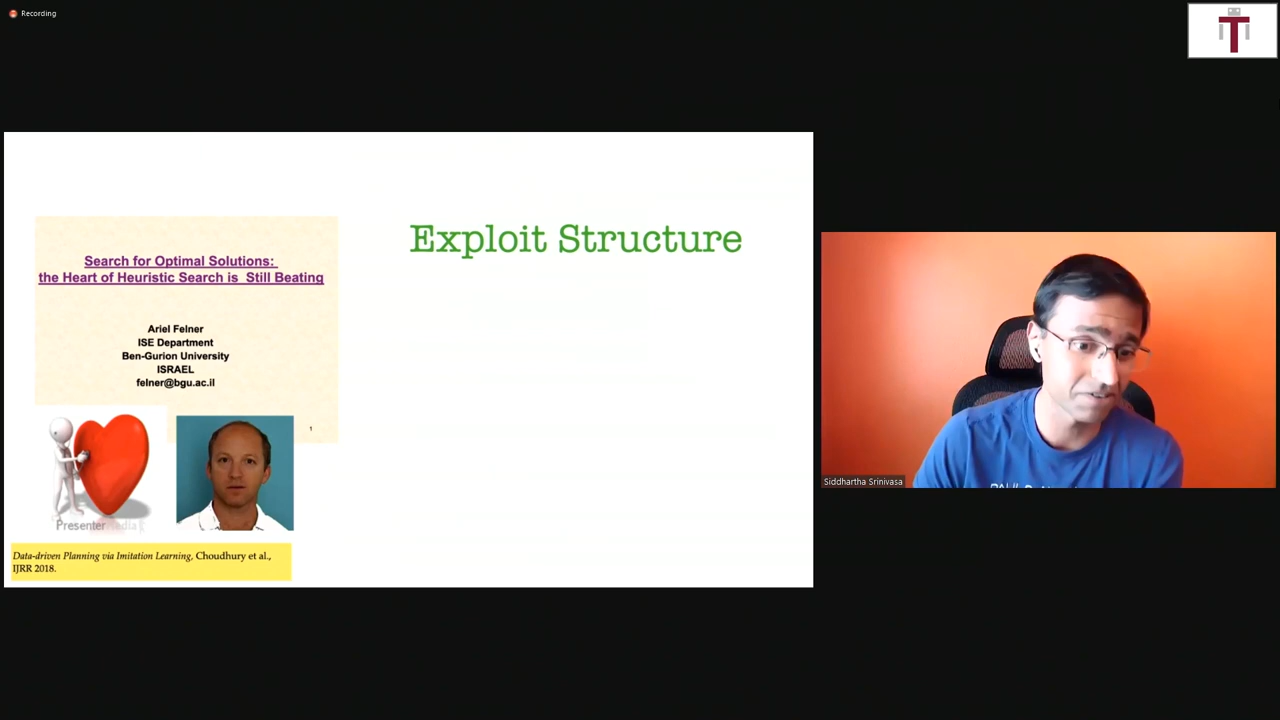 Recording
Exploit Structure
Search for Optimal Solutions:
the Heart of Heuristic Search is Still Beating
Ariel Felner
ISE Department
Ben-Gurion University
ISRAEL
felner@bgu.ac.il
1
PresenterMedia
Data-driven Planning via Imitation Learning, Choudhury et al.,
IJRR 2018.
Siddhartha Srinivasa